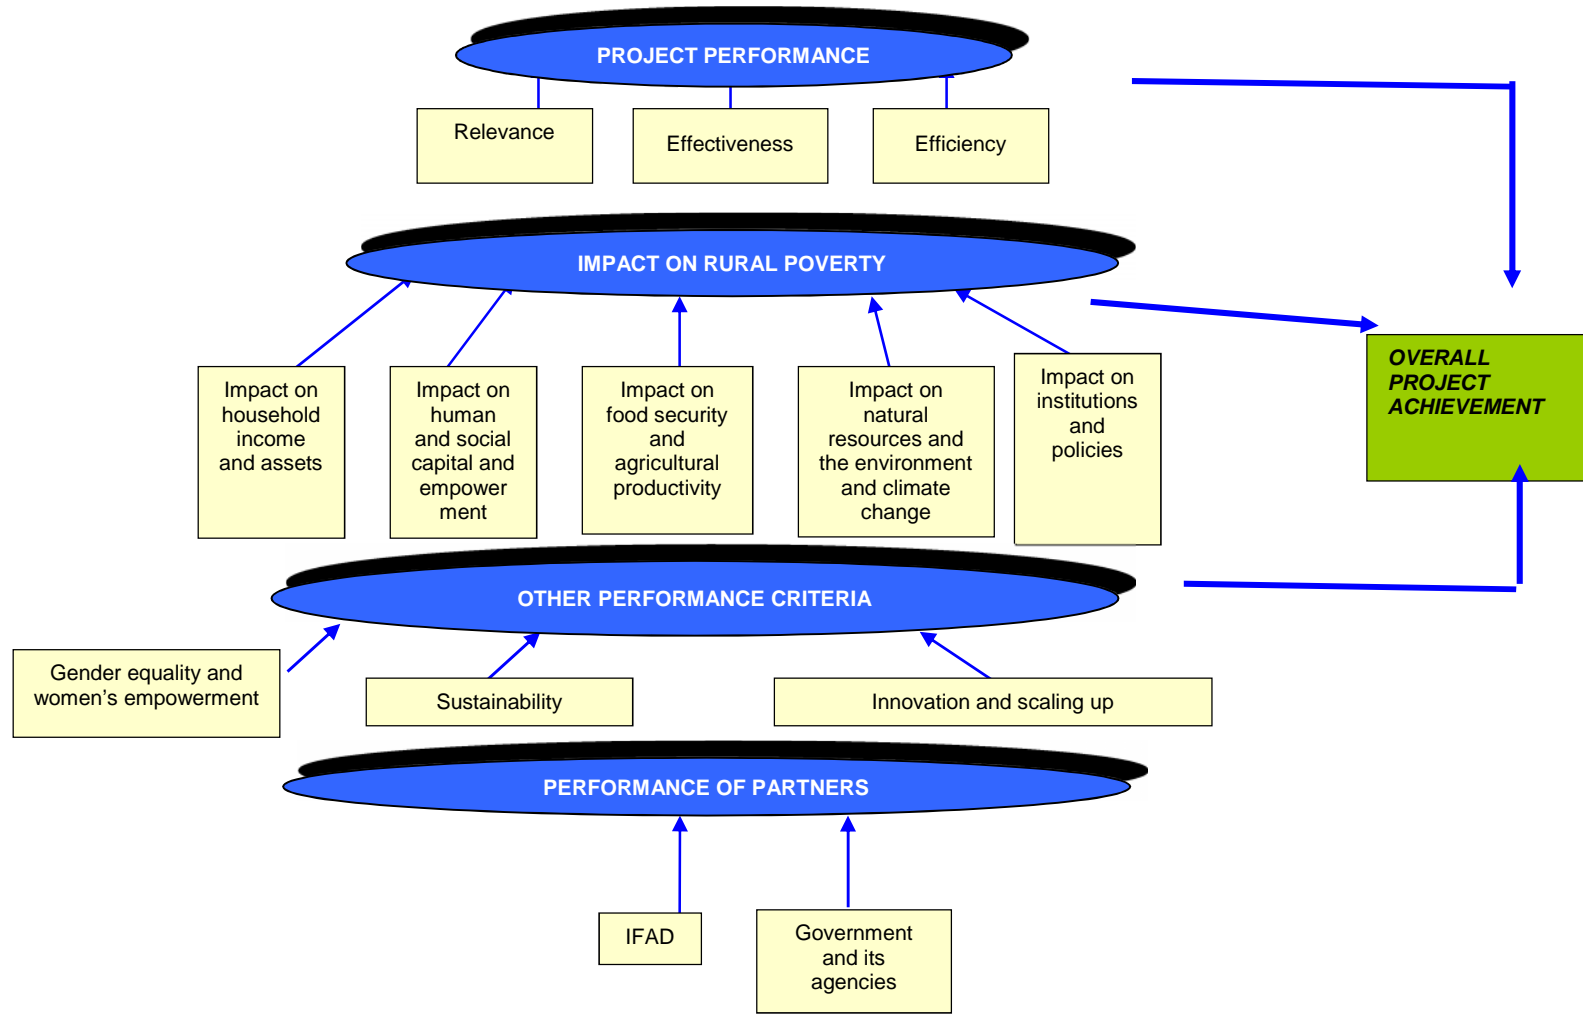 PROJECT PERFORMANCE
Relevance
Effectiveness
Efficiency
IMPACT ON RURAL POVERTY
Impact on
household
income
and assets
Impact on
human
and social
capital and
empower
ment
Impact on
food security
and
agricultural
productivity
Impact on
natural
resources and
the environment
and climate
change
Impact on
institutions
and
policies
OVERALL
PROJECT
ACHIEVEMENT
OTHER PERFORMANCE CRITERIA
Gender equality and
women’s empowerment
Sustainability
Innovation and scaling up
PERFORMANCE OF PARTNERS
IFAD
Government
and its
agencies